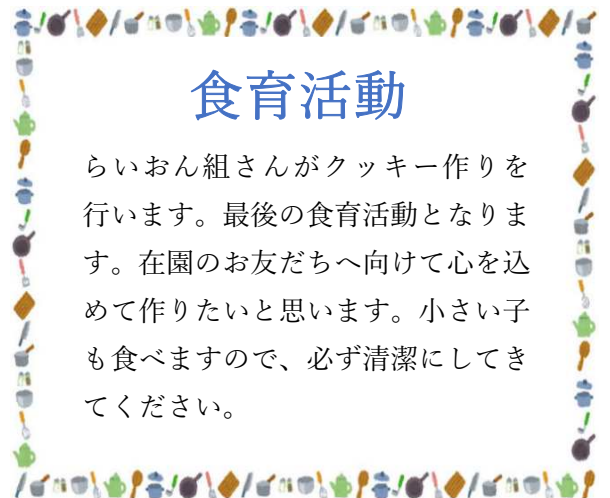 食育活動
らいおん組さんがクッキー作りを
行います。最後の食育活動となりま
す。在園のお友だちへ向けて心を込
めて作りたいと思います。小さい子
も食べますので、必ず清潔にしてき
てください。